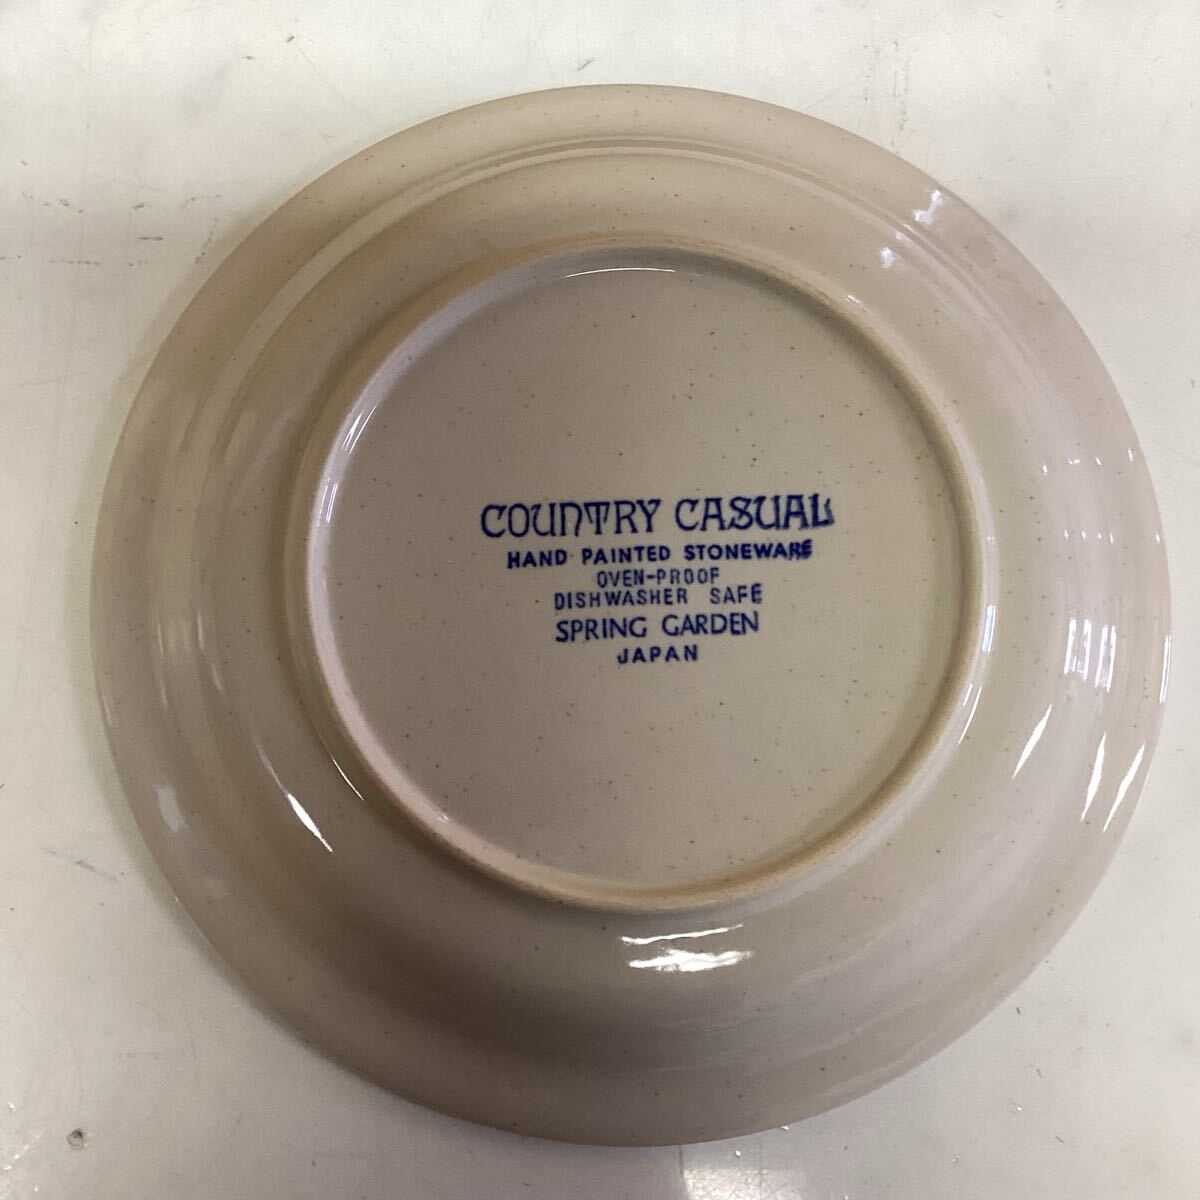 COUNTRY CASUAL
HAND PAINTED STONEWARE
OVEN-PROOF
DISHWASHER SAFE
SPRING GARDEN
JAPAN